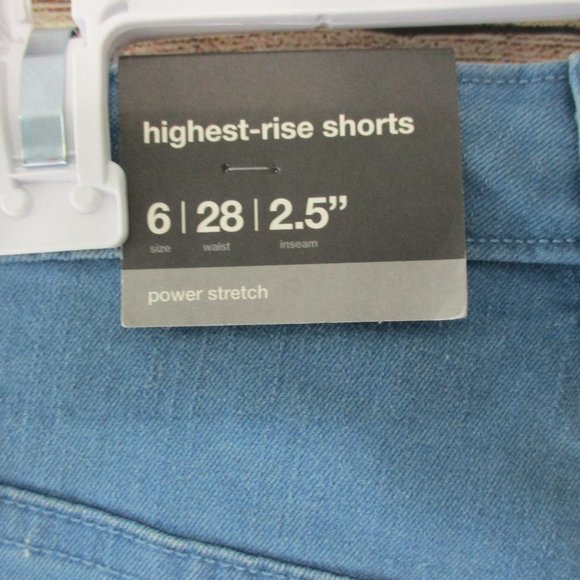 highest-rise shorts
6 | 28 | 2.5”
size waist inseam
power stretch